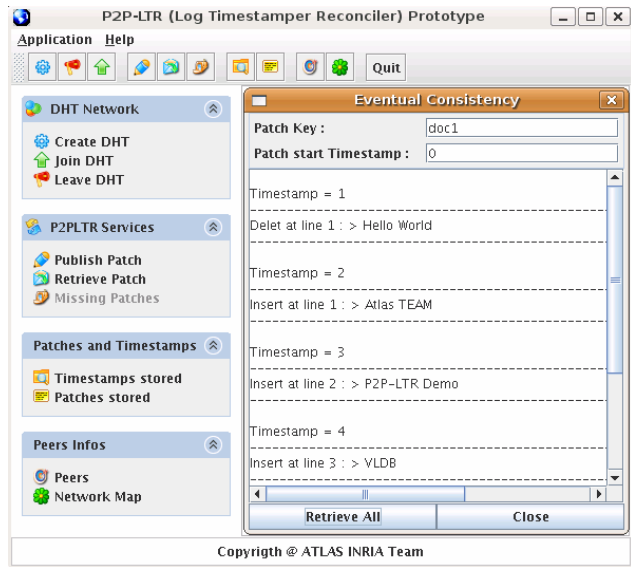 P2P-LTR (Log Timestamper Reconciler) Prototype
Application Help
Quit
DHT Network
Create DHT
Join DHT
Leave DHT
P2PLTR Services
Publish Patch
Retrieve Patch
Missing Patches
Patches and Timestamps
Timestamps stored
Patches stored
Peers Infos
Peers
Network Map
Eventual Consistency
Patch Key : doc1
Patch start Timestamp : 0
Timestamp = 1
--------------------------------------------------------
Delet at line 1 : > Hello World
--------------------------------------------------------
Timestamp = 2
--------------------------------------------------------
Insert at line 1 : > Atlas TEAM
--------------------------------------------------------
Timestamp = 3
--------------------------------------------------------
Insert at line 2 : > P2P-LTR Demo
--------------------------------------------------------
Timestamp = 4
--------------------------------------------------------
Insert at line 3 : > VLDB
--------------------------------------------------------
Retrieve All Close
Copyrigth @ ATLAS INRIA Team